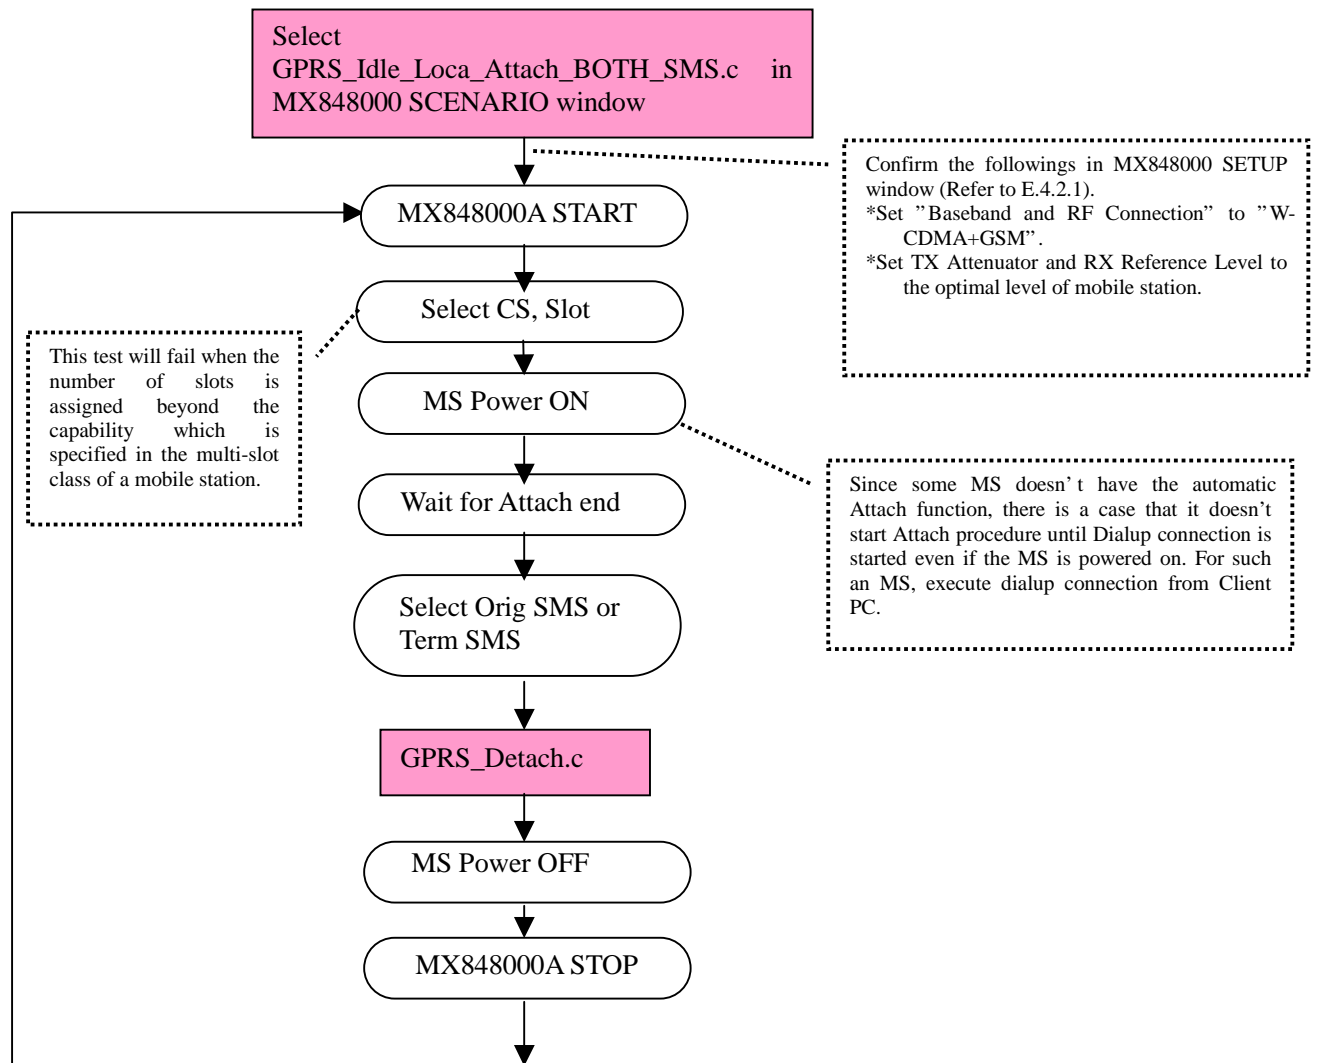 Select
GPRS_Idle_Loca_Attach_BOTH_SMS.c in
MX848000 SCENARIO window
Confirm the followings in MX848000 SETUP
window (Refer to E.4.2.1).
*Set ”Baseband and RF Connection” to ”W-
CDMA+GSM”.
*Set TX Attenuator and RX Reference Level to
the optimal level of mobile station.
MX848000A START
Select CS, Slot
This test will fail when the
number of slots is
assigned beyond the
capability which is
specified in the multi-slot
class of a mobile station.
MS Power ON
Wait for Attach end
Since some MS doesn’t have the automatic
Attach function, there is a case that it doesn’t
start Attach procedure until Dialup connection is
started even if the MS is powered on. For such
an MS, execute dialup connection from Client
PC.
Select Orig SMS or
Term SMS
GPRS_Detach.c
MS Power OFF
MX848000A STOP